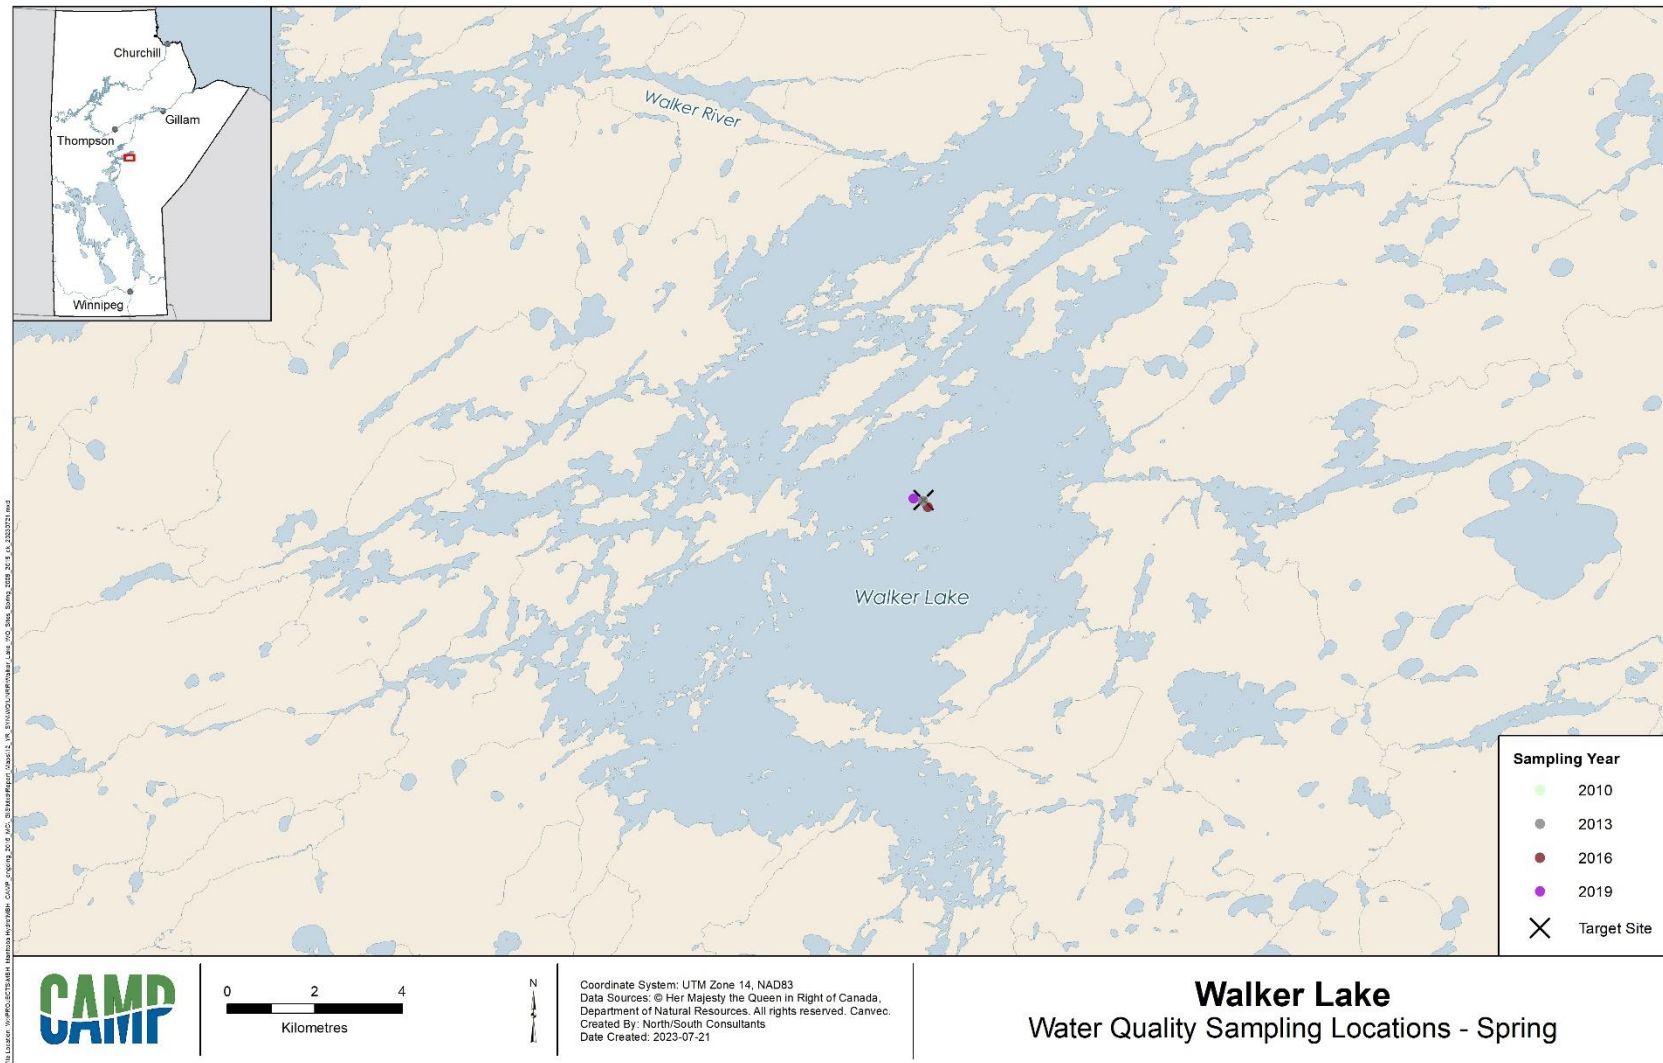 Churchill
Gillam
Thompson
Winnipeg
Walker River
Walker Lake
Sampling Year
2010
2013
2016
2019
Target Site
CAMP
0 2 4
Kilometres
N
Coordinate System: UTM Zone 14, NAD83
Data Sources: © Her Majesty the Queen in Right of Canada,
Department of Natural Resources. All rights reserved. Canvec.
Created By: North/South Consultants
Date Created: 2023-07-21
Walker Lake
Water Quality Sampling Locations - Spring